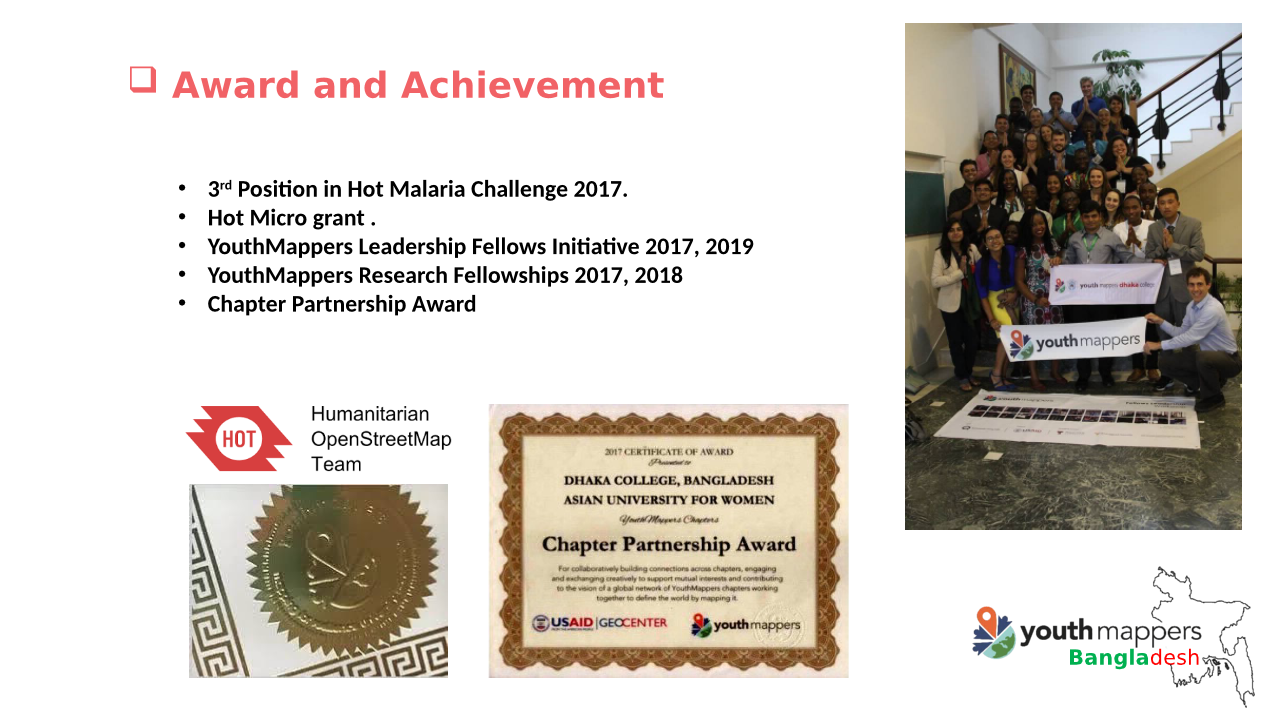 Award and Achievement
• 3rd Position in Hot Malaria Challenge 2017.
• Hot Micro grant .
• YouthMappers Leadership Fellows Initiative 2017, 2019
• YouthMappers Research Fellowships 2017, 2018
• Chapter Partnership Award
HOT
Humanitarian
OpenStreetMap
Team
2017 CERTIFICATE OF AWARD
Presented to
DHAKA COLLEGE, BANGLADESH
ASIAN UNIVERSITY FOR WOMEN
YouthMappers Chapters
Chapter Partnership Award
For collaboratively building connections across chapters, engaging
and exchanging creatively to support mutual interests and contributing
to the vision of a global network of YouthMappers chapters working
together to define the world by mapping it.
USAID | GEOCENTER
youthmappers
youth mappers dhaka college
youthmappers
youthmappers
Bangladesh